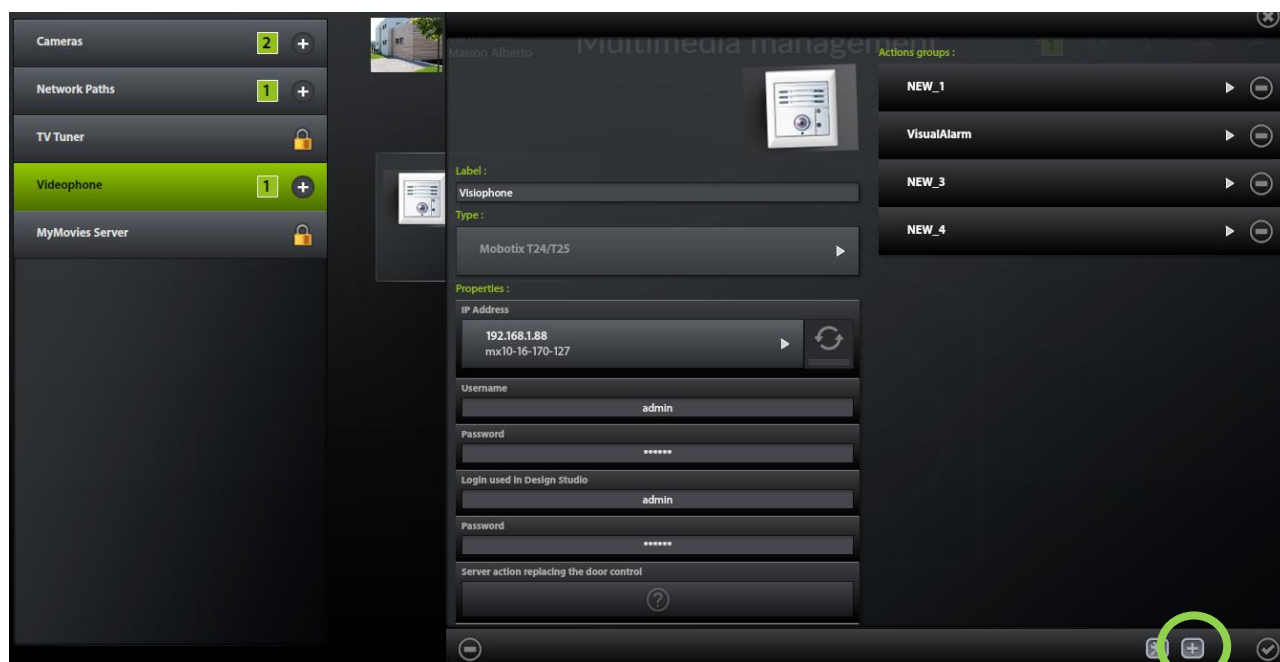 Cameras
2
Network Paths
1
TV Tuner
Videophone
1
MyMovies Server
Multimedia management
Maison Alberto
Label :
Visiophone
Type :
Mobotix T24/T25
Properties :
IP Address
192.168.1.88
mx10-16-170-127
Username
admin
Password
••••••
Login used in Design Studio
admin
Password
••••••
Server action replacing the door control
?
Actions groups :
1
NEW_1
VisualAlarm
NEW_3
NEW_4